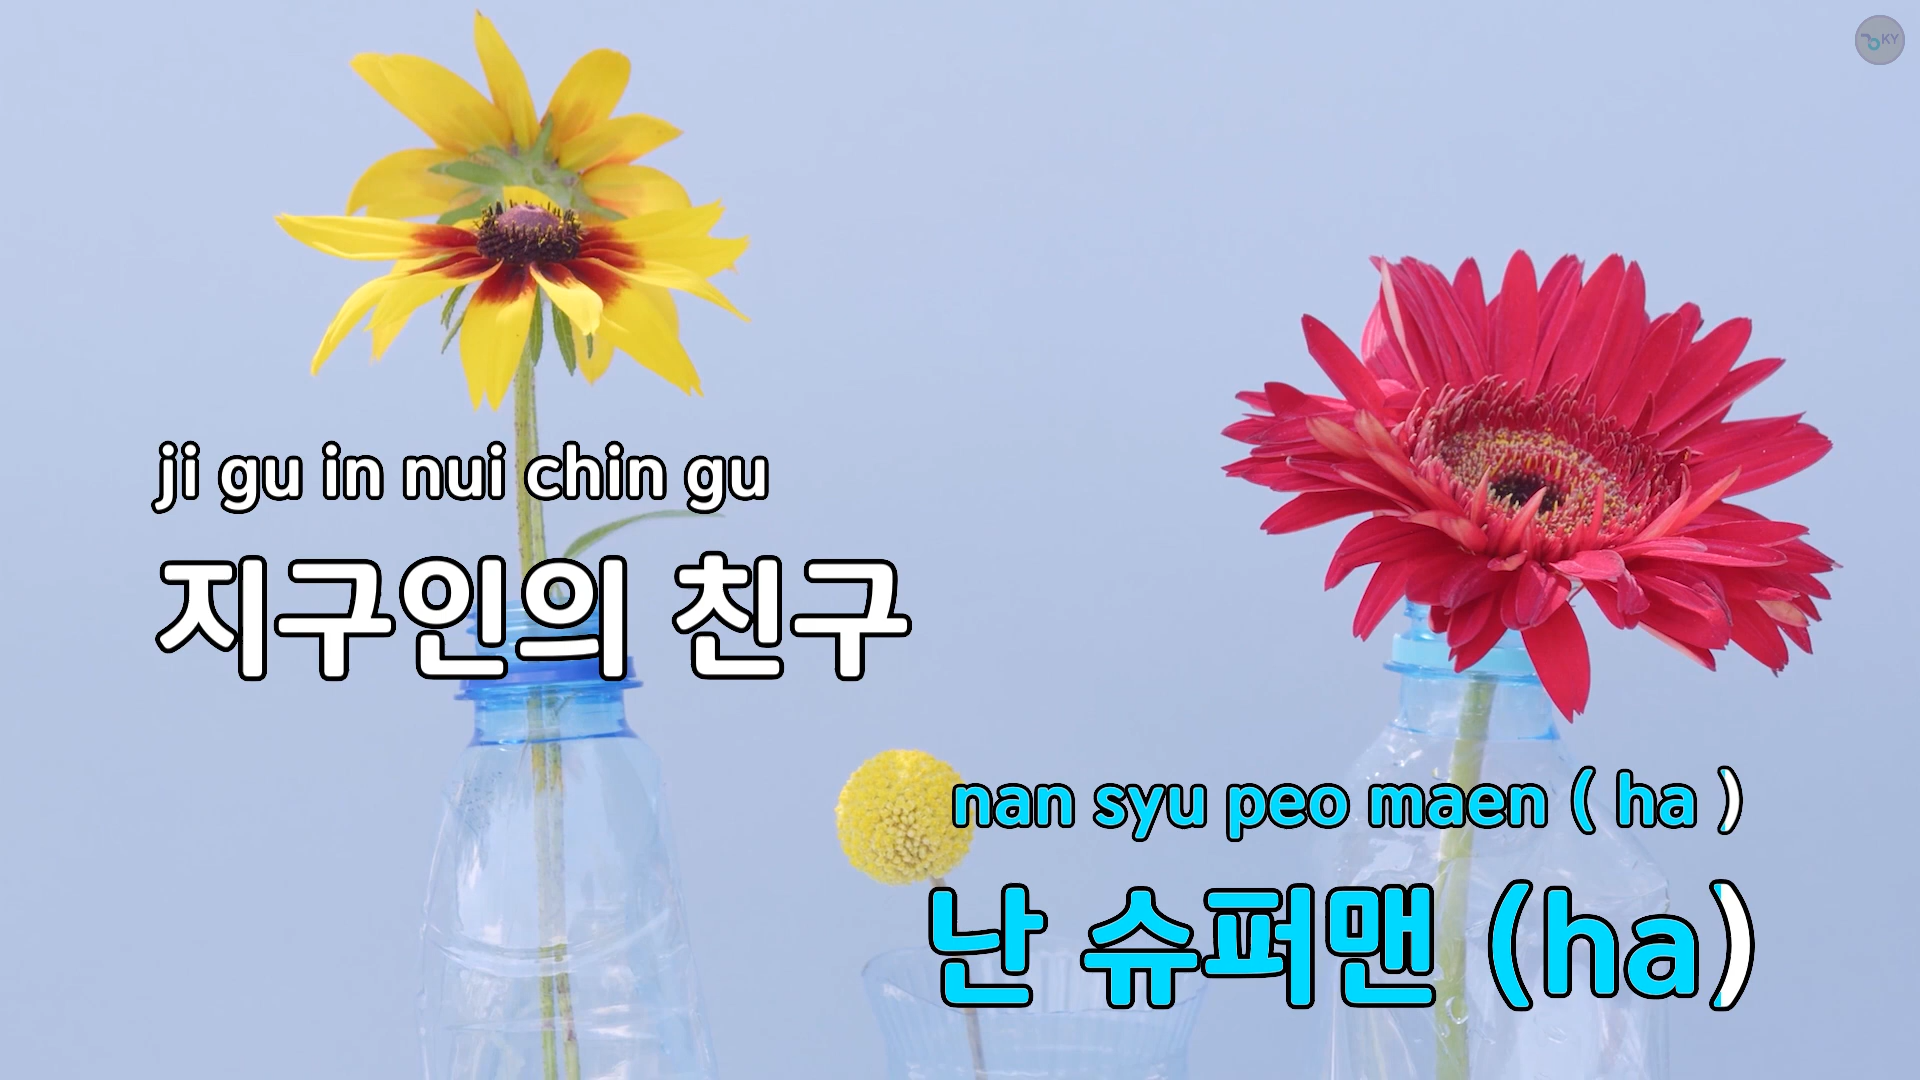 KY
ji gu in nui chin gu
지구인의 친구
nan syu peo maen ( ha )
난 슈퍼맨 (ha)